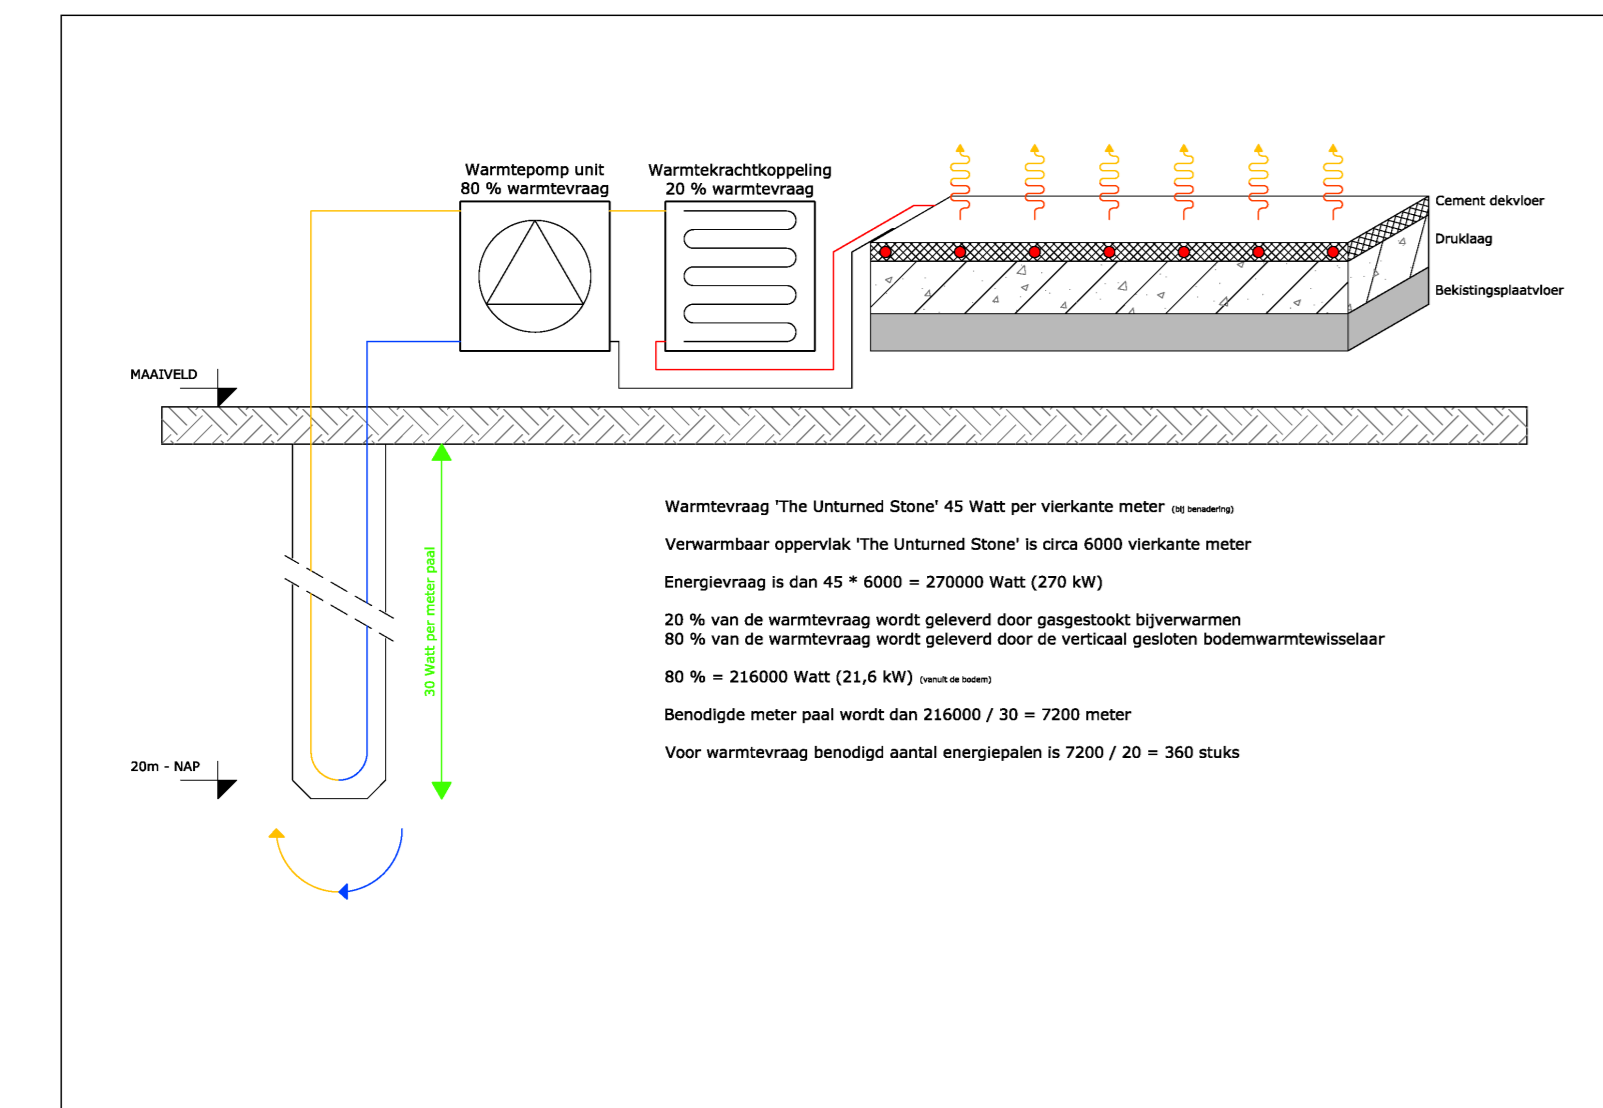 Warmtepomp unit
80 % warmtevraag
Warmtekrachtkoppeling
20 % warmtevraag
Cement dekvloer
Druklaag
Bekistingsplaatvloer
MAAIVELD
30 Watt per meter paal
Warmtevraag 'The Unturned Stone' 45 Watt per vierkante meter (bij benadering)
Verwarmbaar oppervlak 'The Unturned Stone' is circa 6000 vierkante meter
Energievraag is dan 45 * 6000 = 270000 Watt (270 kW)
20 % van de warmtevraag wordt geleverd door gasgestookt bijverwarmen
80 % van de warmtevraag wordt geleverd door de verticaal gesloten bodemwarmtewisselaar
80 % = 216000 Watt (21,6 kW) (vanuit de bodem)
Benodigde meter paal wordt dan 216000 / 30 = 7200 meter
Voor warmtevraag benodigd aantal energiepalen is 7200 / 20 = 360 stuks
20m - NAP